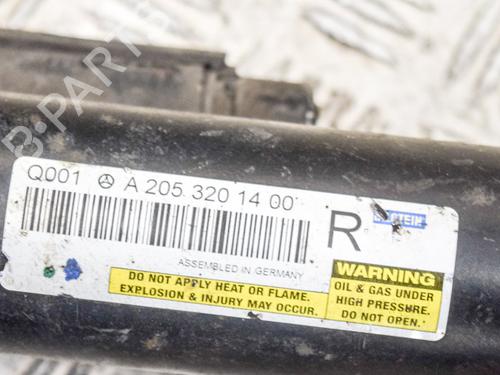 B-PARTS
Q001 A 205 320 14 00
R
ASSEMBLED IN GERMANY
DO NOT APPLY HEAT OR FLAME.
EXPLOSION & INJURY MAY OCCUR.
WARNING
OIL & GAS UNDER
HIGH PRESSURE.
DO NOT OPEN.